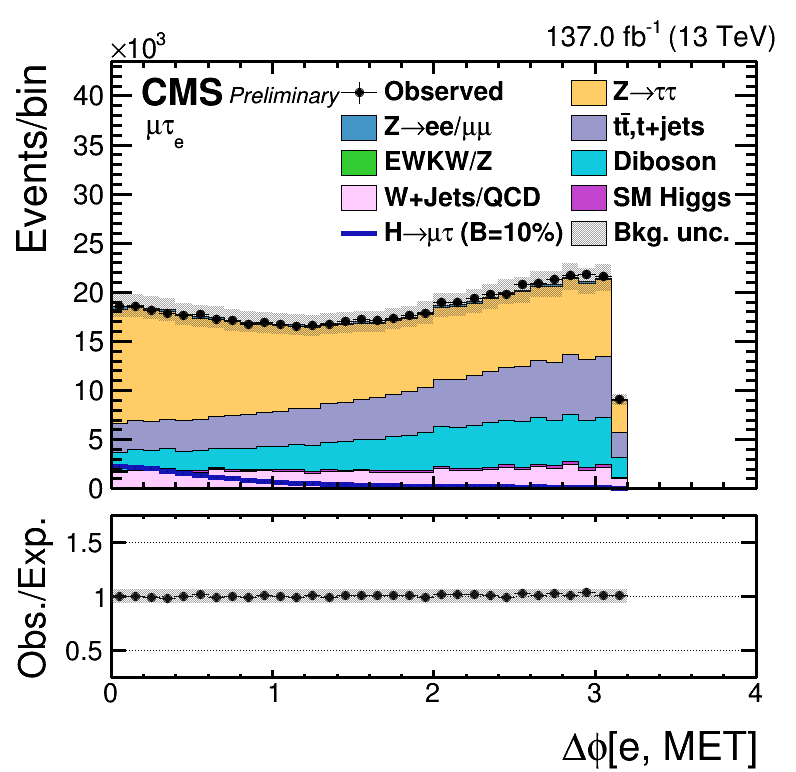 ×10³
137.0 fb⁻¹ (13 TeV)
Events/bin
CMS Preliminary
μτₑ
Observed
Z→ττ
Z→ee/μμ
tt̄,t+jets
EWKW/Z
Diboson
W+Jets/QCD
SM Higgs
H→μτ (B=10%)
Bkg. unc.
40
35
30
25
20
15
10
5
0
Obs./Exp.
1.5
1
0.5
0 1 2 3 4
Δϕ[e, MET]